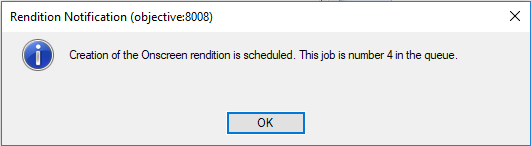 Rendition Notification (objective:8008)
Creation of the Onscreen rendition is scheduled. This job is number 4 in the queue.
OK